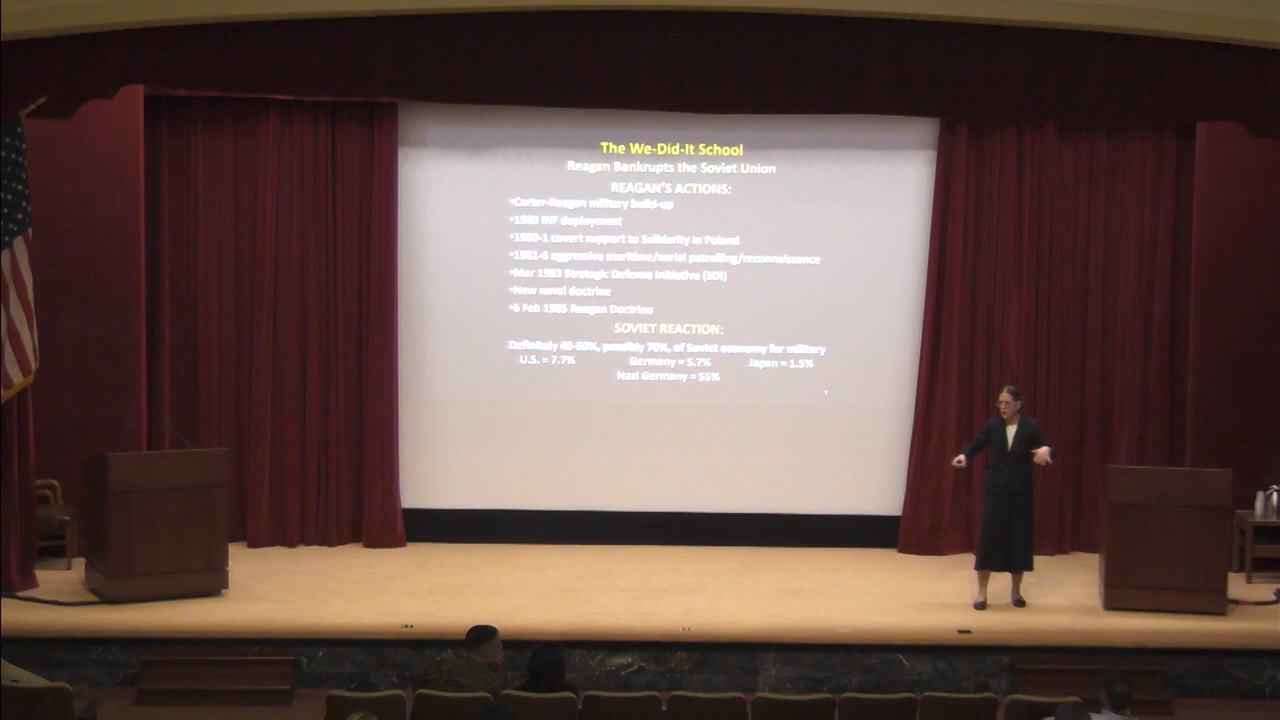 The We-Did-It School
Reagan Bankrupts the Soviet Union
REAGAN'S ACTIONS:
•Carter-Reagan military build-up
•1980 INF deployment
•1980-1 covert support to Solidarity in Poland
•1981-6 aggressive maritime/aerial patrolling/reconnaissance
•Mar 1983 Strategic Defense Initiative (SDI)
•New naval doctrine
•6 Feb 1985 Reagan Doctrine
SOVIET REACTION:
Definitely 40-50%, possibly 70%, of Soviet economy for military
U.S. = 7.7% Germany = 5.7% Japan = 1.5%
Nazi Germany = 55%